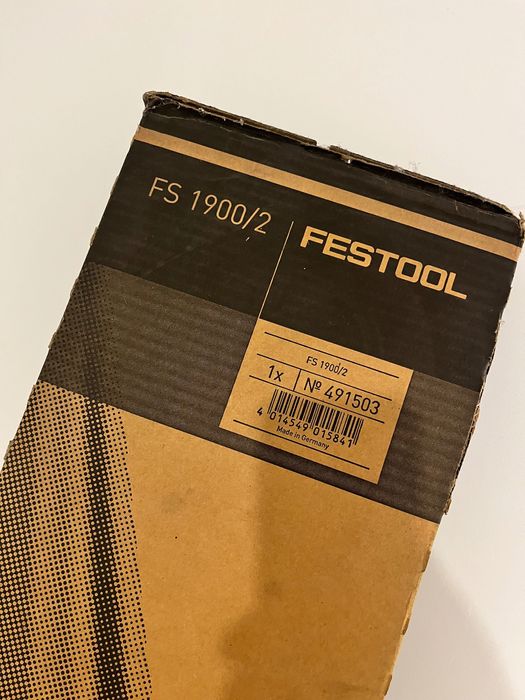 FS 1900/2
FESTOOL
FS 1900/2
1x
Nº 491503
4 014549 015841
Made in Germany